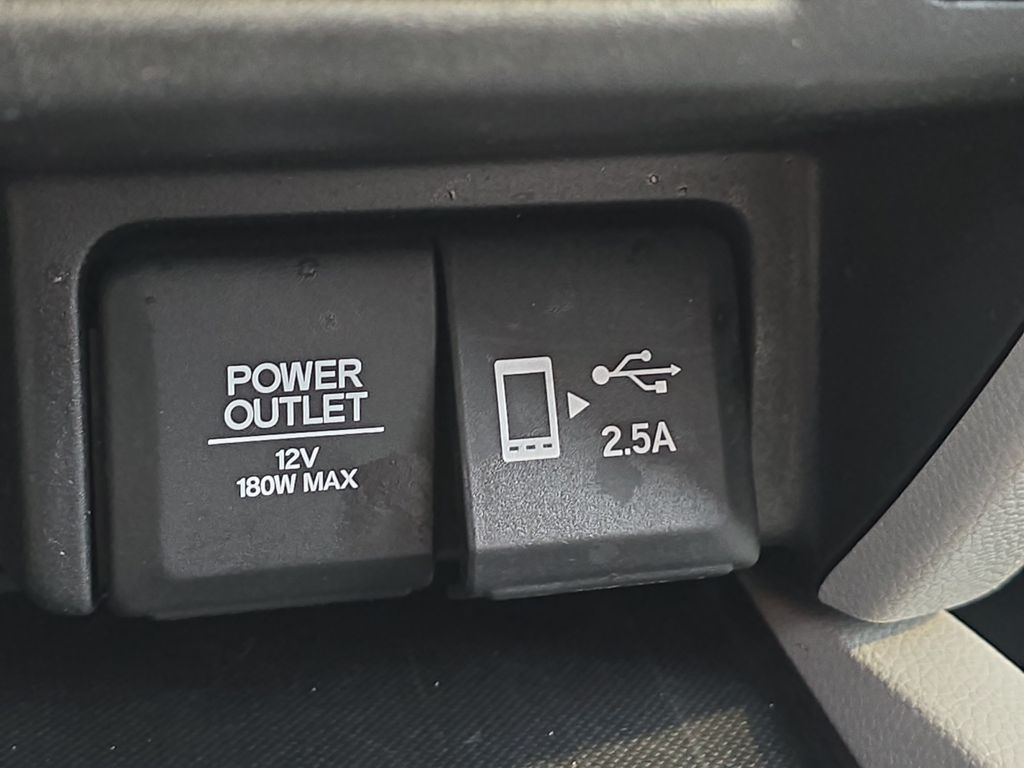 POWER
OUTLET
12V
180W MAX
2.5A